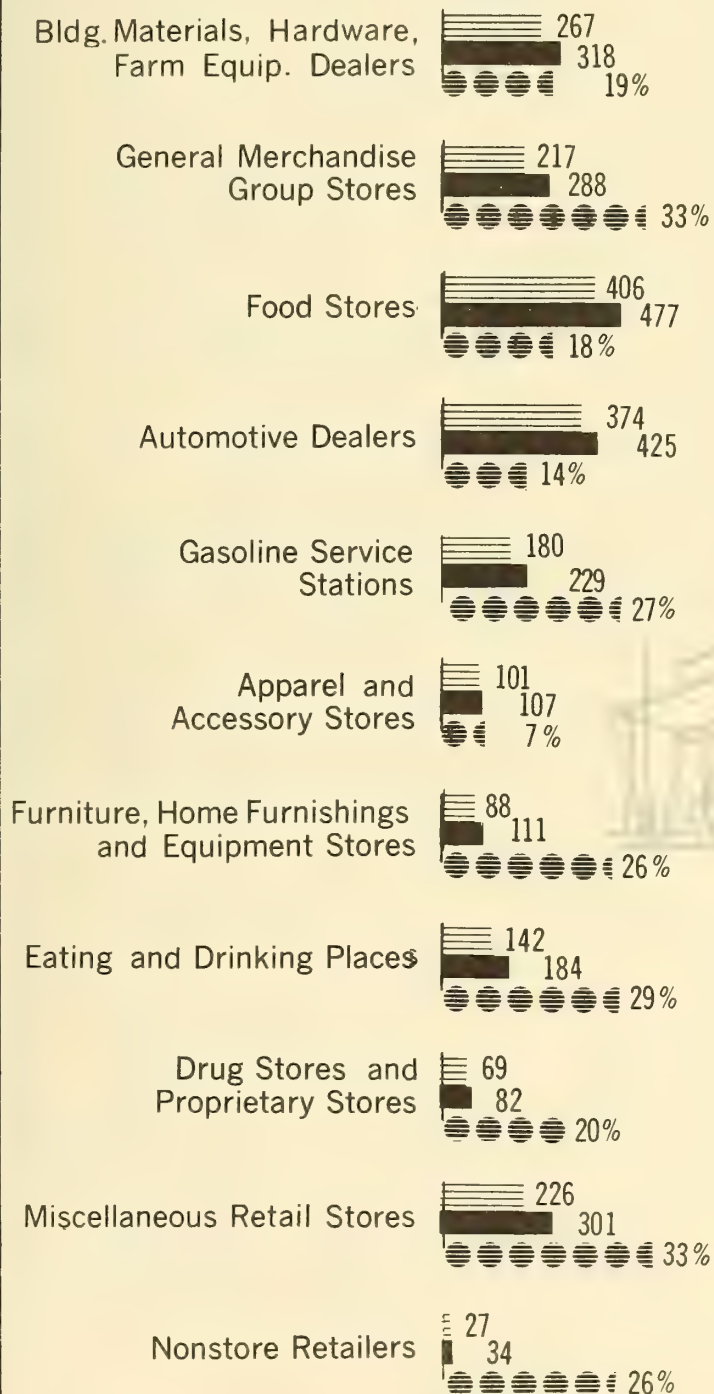 Bldg. Materials, Hardware,
Farm Equip. Dealers
267
318
19%
General Merchandise
Group Stores
217
288
33%
Food Stores
406
477
18%
Automotive Dealers
374
425
14%
Gasoline Service
Stations
180
229
27%
Apparel and
Accessory Stores
101
107
7%
Furniture, Home Furnishings
and Equipment Stores
88
111
26%
Eating and Drinking Places
142
184
29%
Drug Stores and
Proprietary Stores
69
82
20%
Miscellaneous Retail Stores
226
301
33%
Nonstore Retailers
27
34
26%